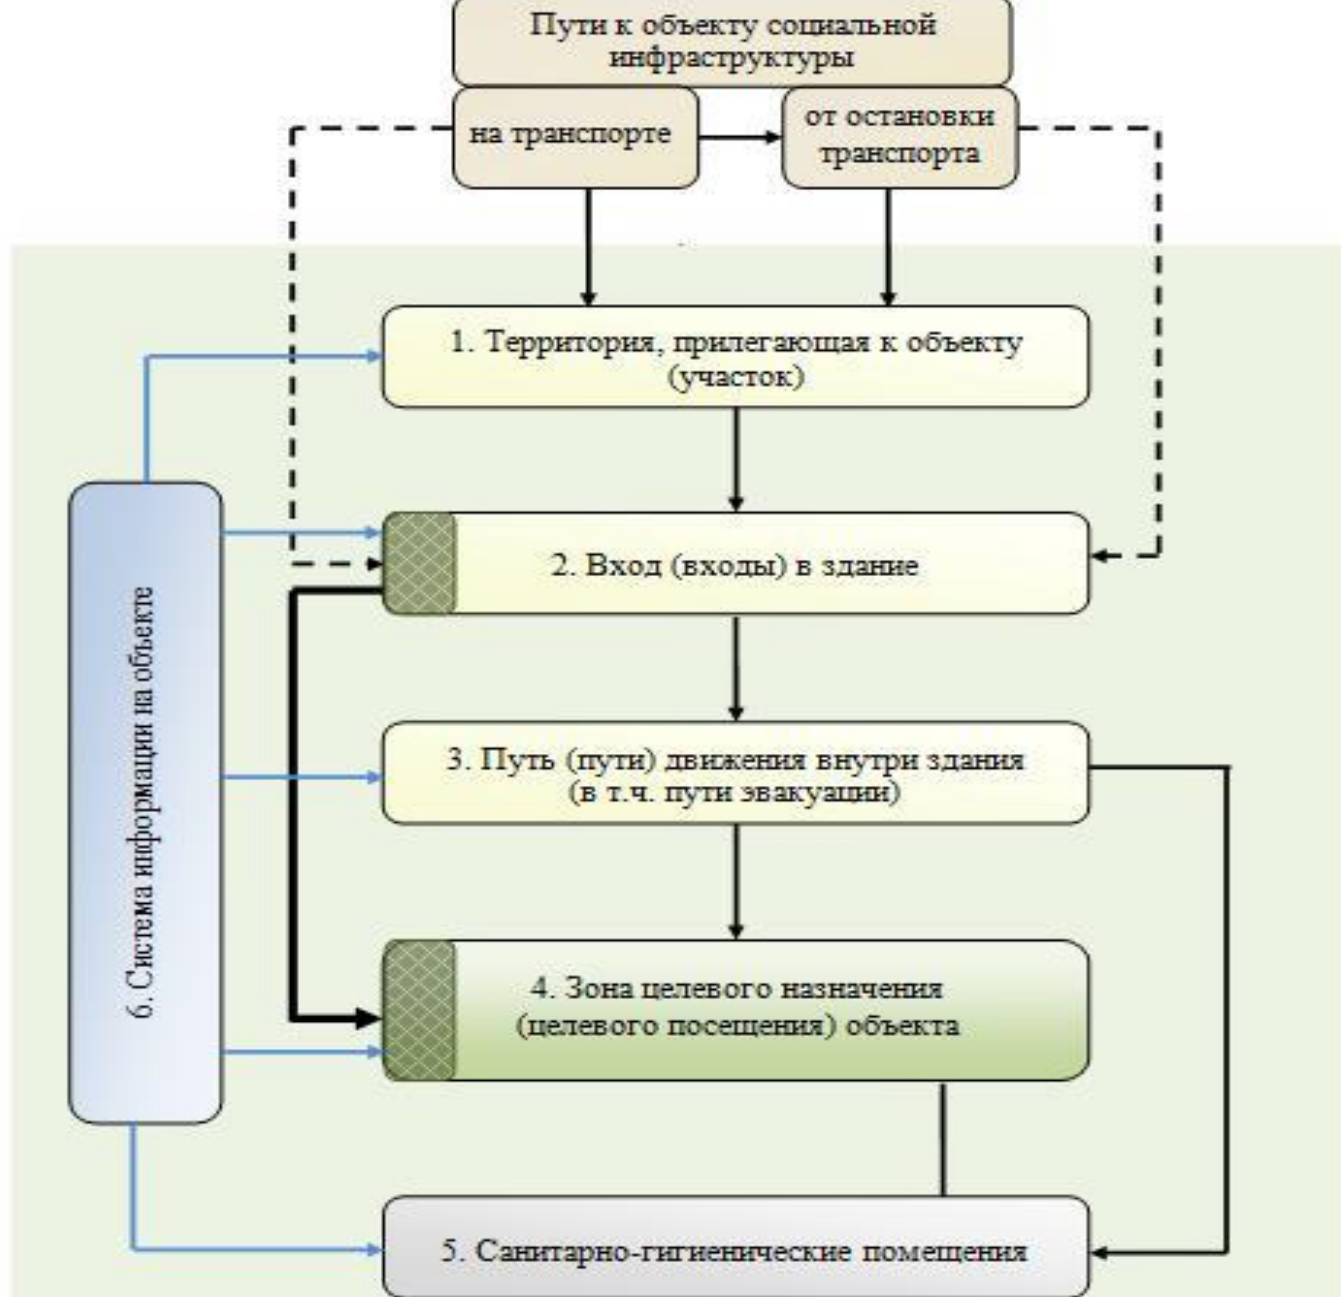 Пути к объекту социальной
инфраструктуры
на транспорте
от остановки
транспорта
1. Территория, прилегающая к объекту
(участок)
2. Вход (входы) в здание
3. Путь (пути) движения внутри здания
(в т.ч. пути эвакуации)
4. Зона целевого назначения
(целевого посещения) объекта
5. Санитарно-гигиенические помещения
6. Система информации на объекте